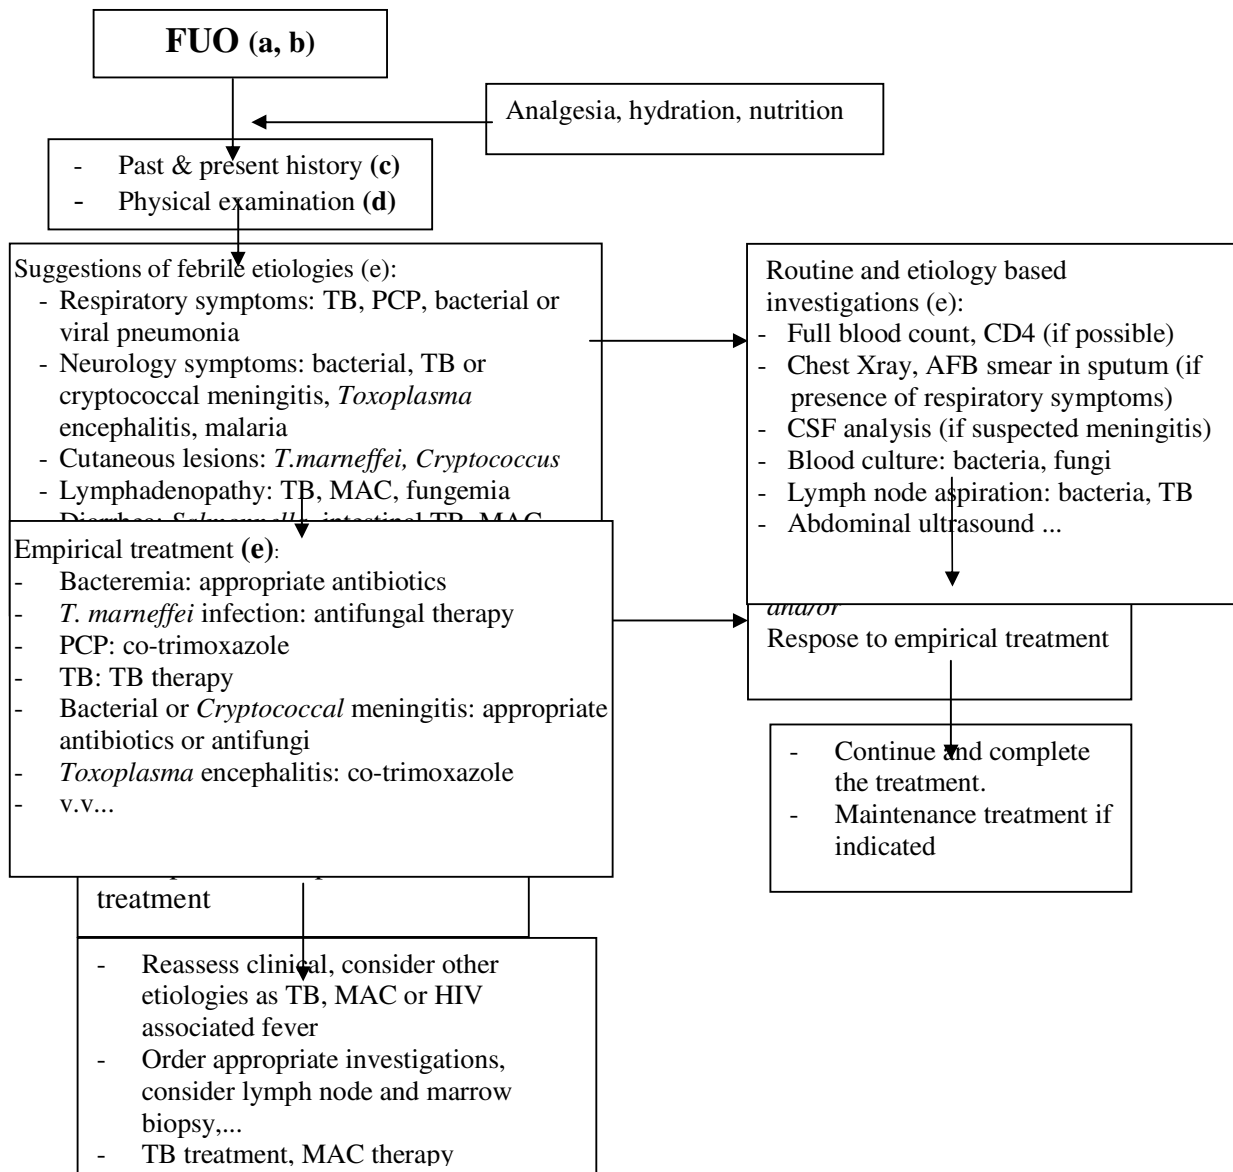 FUO (a, b)
Analgesia, hydration, nutrition
- Past & present history (c)
- Physical examination (d)
Suggestions of febrile etiologies (e):
- Respiratory symptoms: TB, PCP, bacterial or
viral pneumonia
- Neurology symptoms: bacterial, TB or
cryptococcal meningitis, Toxoplasma
encephalitis, malaria
- Cutaneous lesions: T.marneffei, Cryptococcus
- Lymphadenopathy: TB, MAC, fungemia
Routine and etiology based
investigations (e):
- Full blood count, CD4 (if possible)
- Chest Xray, AFB smear in sputum (if
presence of respiratory symptoms)
- CSF analysis (if suspected meningitis)
- Blood culture: bacteria, fungi
- Lymph node aspiration: bacteria, TB
- Abdominal ultrasound ...
Empirical treatment (e):
- Bacteremia: appropriate antibiotics
- T. marneffei infection: antifungal therapy
- PCP: co-trimoxazole
- TB: TB therapy
- Bacterial or Cryptococcal meningitis: appropriate
antibiotics or antifungi
- Toxoplasma encephalitis: co-trimoxazole
- v.v...
and/or
Respose to empirical treatment
- Continue and complete
the treatment.
- Maintenance treatment if
indicated
treatment
- Reassess clinical, consider other
etiologies as TB, MAC or HIV
associated fever
- Order appropriate investigations,
consider lymph node and marrow
biopsy,...
- TB treatment, MAC therapy